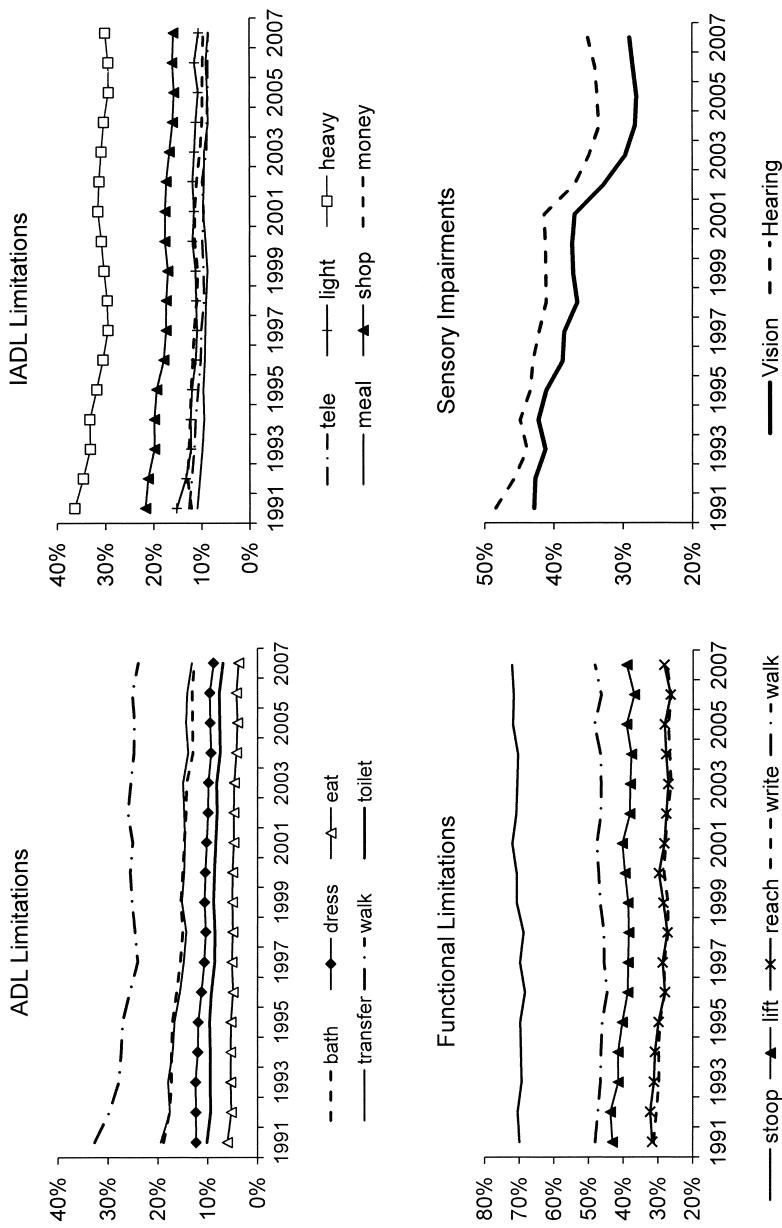 ADL Limitations
40%
30%
20%
10%
0%
1991 1993 1995 1997 1999 2001 2003 2005 2007
bath dress eat
transfer walk toilet
IADL Limitations
40%
30%
20%
10%
0%
1991 1993 1995 1997 1999 2001 2003 2005 2007
tele light heavy
meal shop money
Functional Limitations
80%
70%
60%
50%
40%
30%
20%
1991 1993 1995 1997 1999 2001 2003 2005 2007
stoop lift reach write walk
Sensory Impairments
50%
40%
30%
20%
1991 1993 1995 1997 1999 2001 2003 2005 2007
Vision Hearing